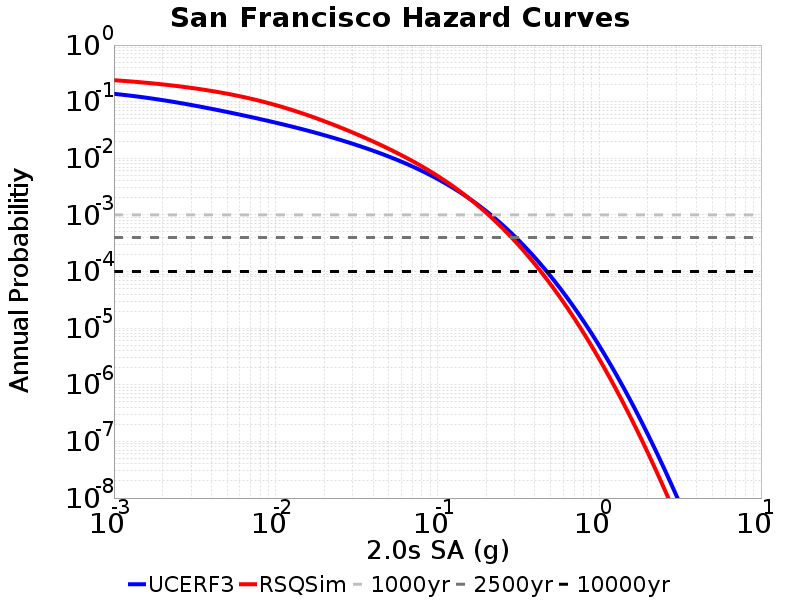 San Francisco Hazard Curves
10^0
10^-1
10^-2
10^-3
10^-4
10^-5
10^-6
10^-7
10^-8
Annual Probabilitiy
10^-3 10^-2 10^-1 10^0 10^1
2.0s SA (g)
UCERF3 RSQSim 1000yr 2500yr 10000yr